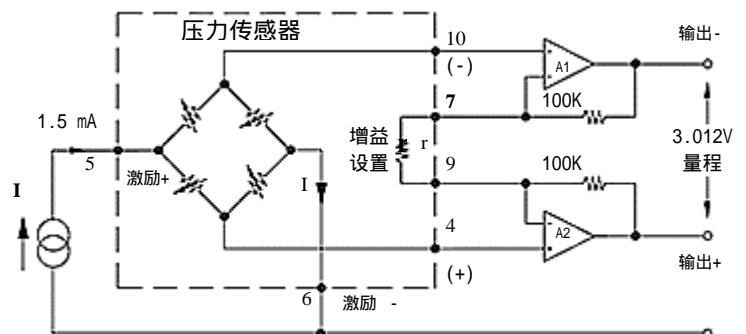 压力传感器
10
(-)
A1
输出-
7
100K
1.5 mA
5
激励+
I
增益
设置
r
9
100K
3.012V
量程
I
4
(+)
A2
输出+
6
激励 -